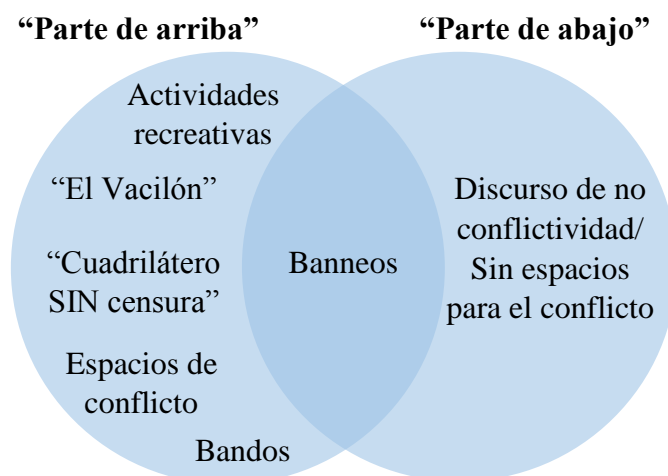 “Parte de arriba”
“Parte de abajo”
Actividades
recreativas
“El Vacilón”
“Cuadrilátero
SIN censura”
Espacios de
conflicto
Bandos
Banneos
Discurso de no
conflictividad/
Sin espacios
para el conflicto